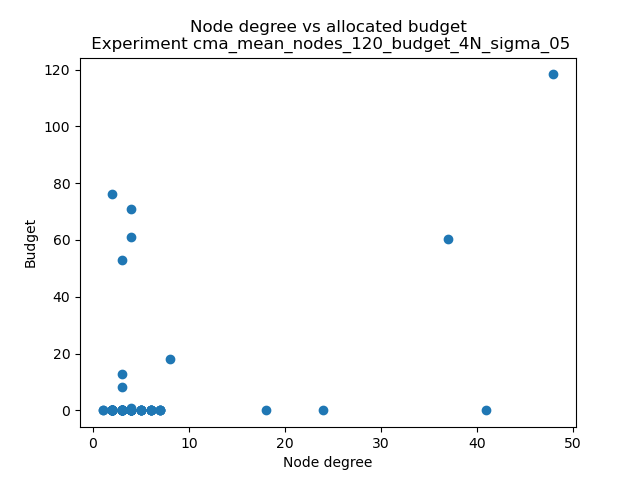 Node degree vs allocated budget
Experiment cma_mean_nodes_120_budget_4N_sigma_05
120
100
80
60
40
20
0
Budget
0 10 20 30 40 50
Node degree